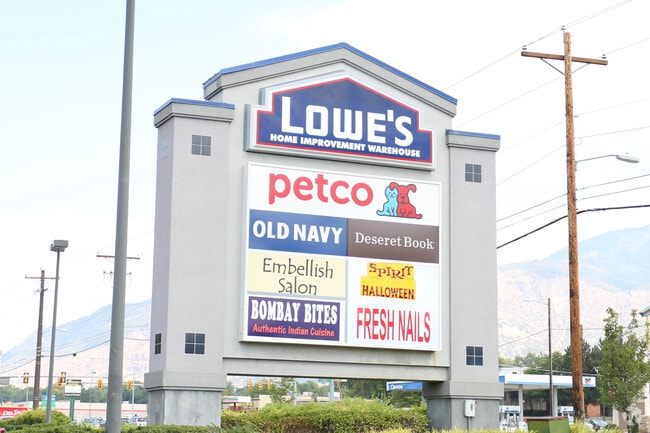 LOWE'S
HOME IMPROVEMENT WAREHOUSE
petco
OLD NAVY
Deseret Book
Embellish
Salon
SPIRIT
HALLOWEEN
BOMBAY BITES
Authentic Indian Cuisine
FRESH NAILS
Chevron